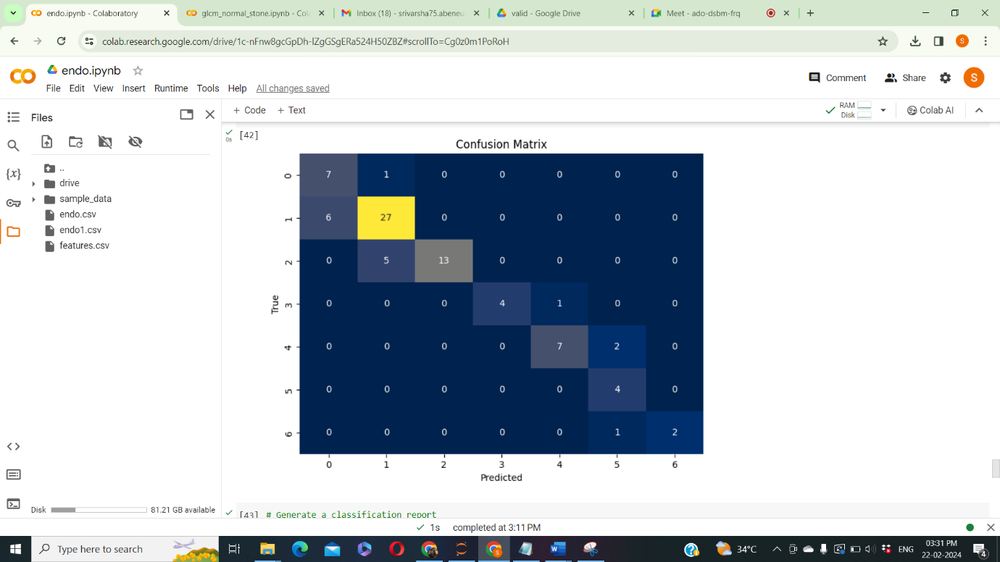 endo.ipynb - Colaboratory
glcm_normal_stone.ipynb - Col
Inbox (18) - srivarsha75.abeneu
valid - Google Drive
Meet - ado-dsbm-frq
colab.research.google.com/drive/1c-nFnw8gcGpDh-IZgGSgERa524H50ZBZ#scrollTo=Cg0z0m1PoRoH
S
endo.ipynb
Comment
Share
S
File Edit View Insert Runtime Tools Help All changes saved
Files
+ Code + Text
RAM
Disk
Colab AI
{x}
..
drive
sample_data
endo.csv
endo1.csv
features.csv
Disk
81.21 GB available
0s
[42]
Confusion Matrix
0 7 1 0 0 0 0 0
1 6 27 0 0 0 0 0
2 0 5 13 0 0 0 0
True
3 0 0 0 4 1 0 0
4 0 0 0 0 7 2 0
5 0 0 0 0 0 4 0
6 0 0 0 0 0 1 2
0 1 2 3 4 5 6
Predicted
[43] # Generate a classification report
1s completed at 3:11 PM
Type here to search
34°C
ENG
03:31 PM
22-02-2024
4